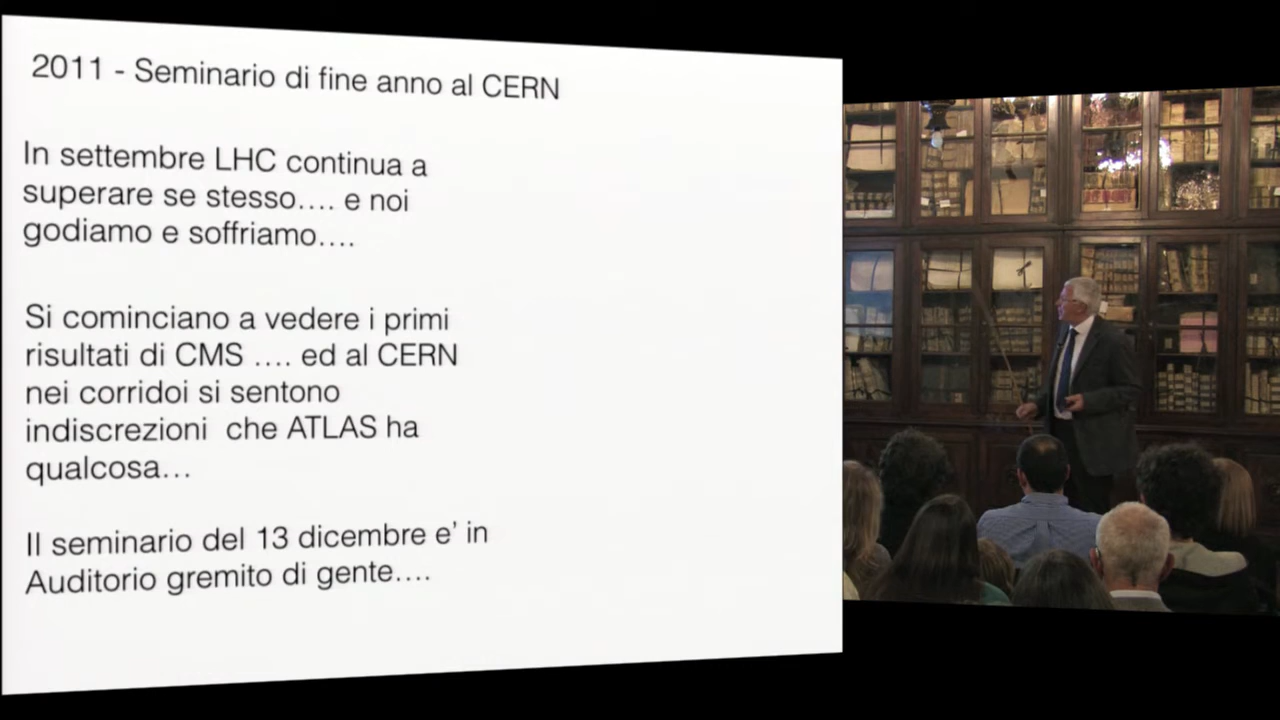 2011 - Seminario di fine anno al CERN
In settembre LHC continua a
superare se stesso.... e noi
godiamo e soffriamo....
Si cominciano a vedere i primi
risultati di CMS .... ed al CERN
nei corridoi si sentono
indiscrezioni  che ATLAS ha
qualcosa...
Il seminario del 13 dicembre e' in
Auditorio gremito di gente....